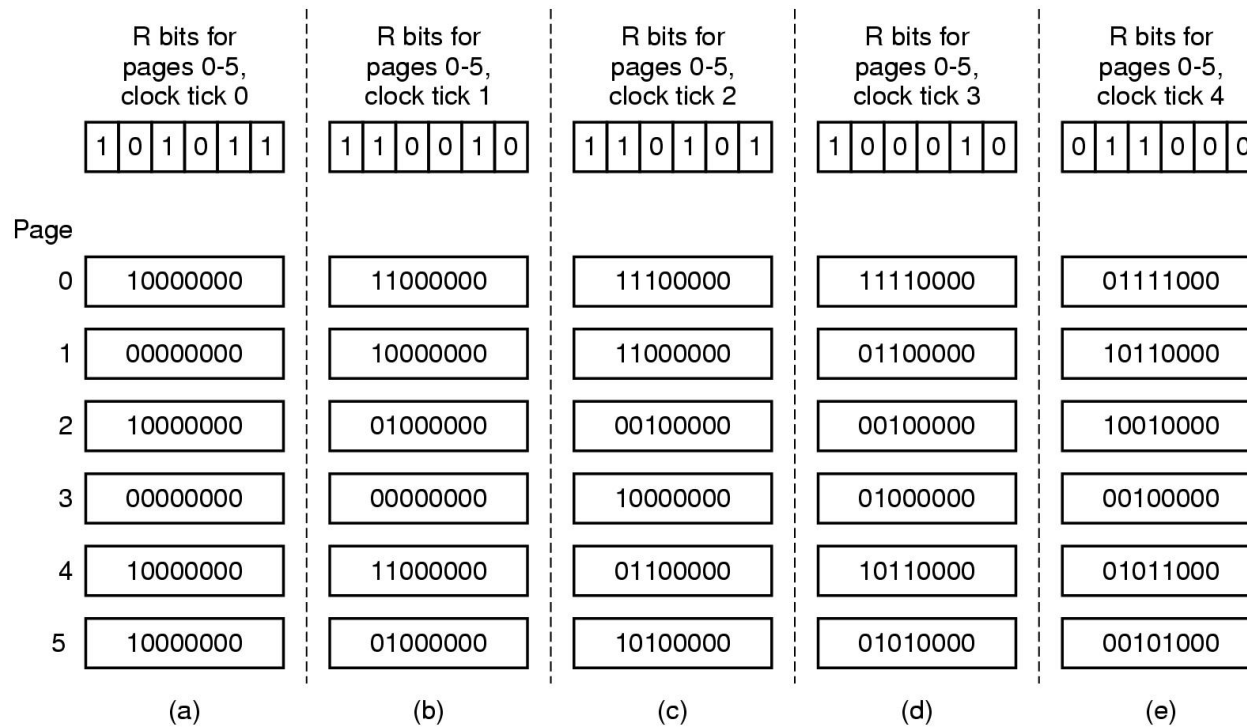 R bits for
pages 0-5,
clock tick 0
R bits for
pages 0-5,
clock tick 1
R bits for
pages 0-5,
clock tick 2
R bits for
pages 0-5,
clock tick 3
R bits for
pages 0-5,
clock tick 4
1 0 1 0 1 1
1 1 0 0 1 0
1 1 0 1 0 1
1 0 0 0 1 0
0 1 1 0 0 0
Page
0 10000000 11000000 11100000 11110000 01111000
1 00000000 10000000 11000000 01100000 10110000
2 10000000 01000000 00100000 00100000 10010000
3 00000000 00000000 10000000 01000000 00100000
4 10000000 11000000 01100000 10110000 01011000
5 10000000 01000000 10100000 01010000 00101000
(a) (b) (c) (d) (e)